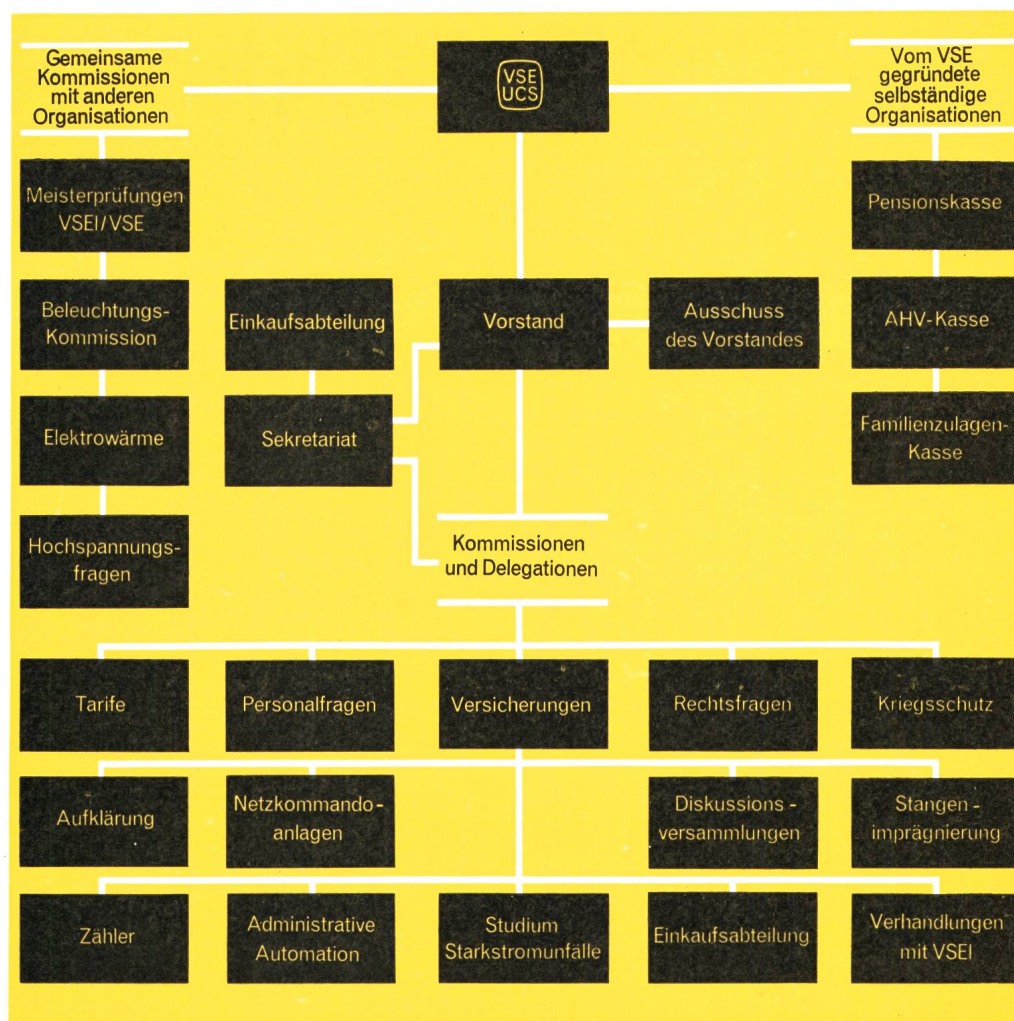 Gemeinsame
Kommissionen
mit anderen
Organisationen
VSE
UCS
Vom VSE
gegründete
selbständige
Organisationen
Meisterprüfungen
VSEI/VSE
Pensionskasse
Beleuchtungs-
Kommission
Einkaufsabteilung
Vorstand
Ausschuss
des Vorstandes
AHV-Kasse
Elektrowärme
Sekretariat
Familienzulagen-
Kasse
Hochspannungs-
fragen
Kommissionen
und Delegationen
Tarife
Personalfragen
Versicherungen
Rechtsfragen
Kriegsschutz
Aufklärung
Netzkommando-
anlagen
Diskussions-
versammlungen
Stangen-
imprägnierung
Zähler
Administrative
Automation
Studium
Starkstromunfälle
Einkaufsabteilung
Verhandlungen
mit VSEI